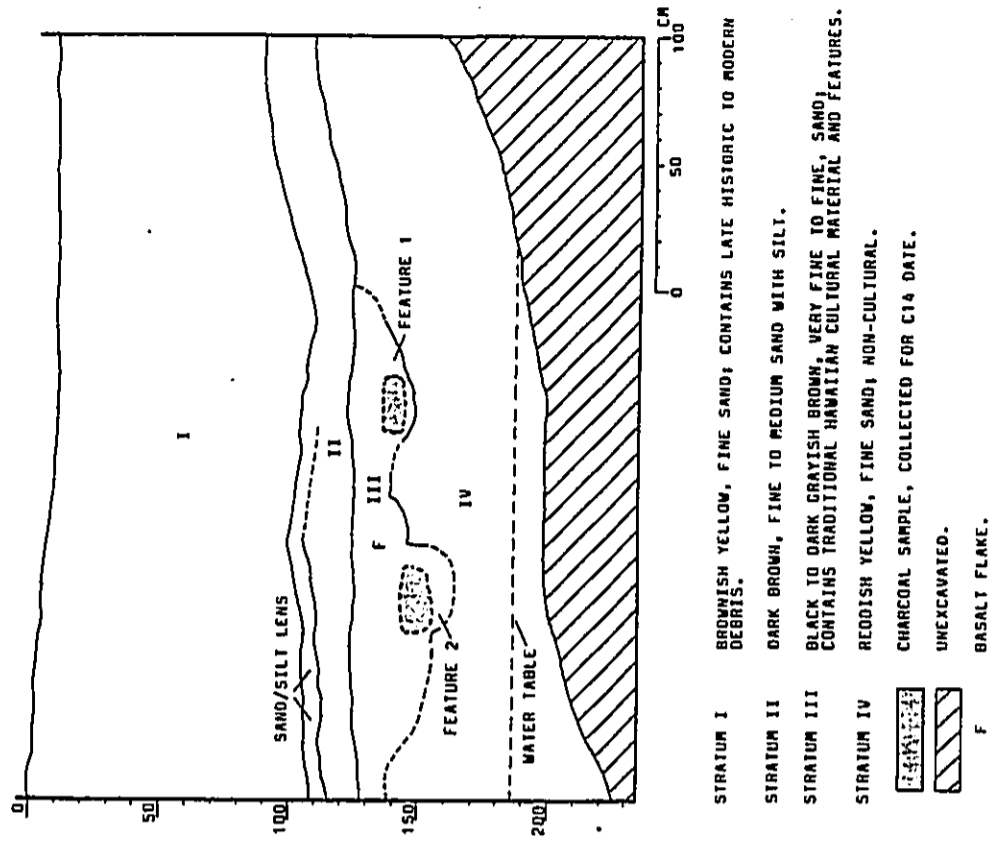 0
50
100
150
200
I
SAND/SILT LENS
II
III
F
FEATURE 1
FEATURE 2
IV
WATER TABLE
0
50
100
CM
STRATUM I BROWNISH YELLOW, FINE SAND; CONTAINS LATE HISTORIC TO MODERN
DEBRIS.
STRATUM II DARK BROWN, FINE TO MEDIUM SAND WITH SILT.
STRATUM III BLACK TO DARK GRAYISH BROWN, VERY FINE TO FINE, SAND;
CONTAINS TRADITIONAL HAWAIIAN CULTURAL MATERIAL AND FEATURES.
STRATUM IV REDDISH YELLOW, FINE SAND; NON-CULTURAL.
CHARCOAL SAMPLE, COLLECTED FOR C14 DATE.
UNEXCAVATED.
F BASALT FLAKE.